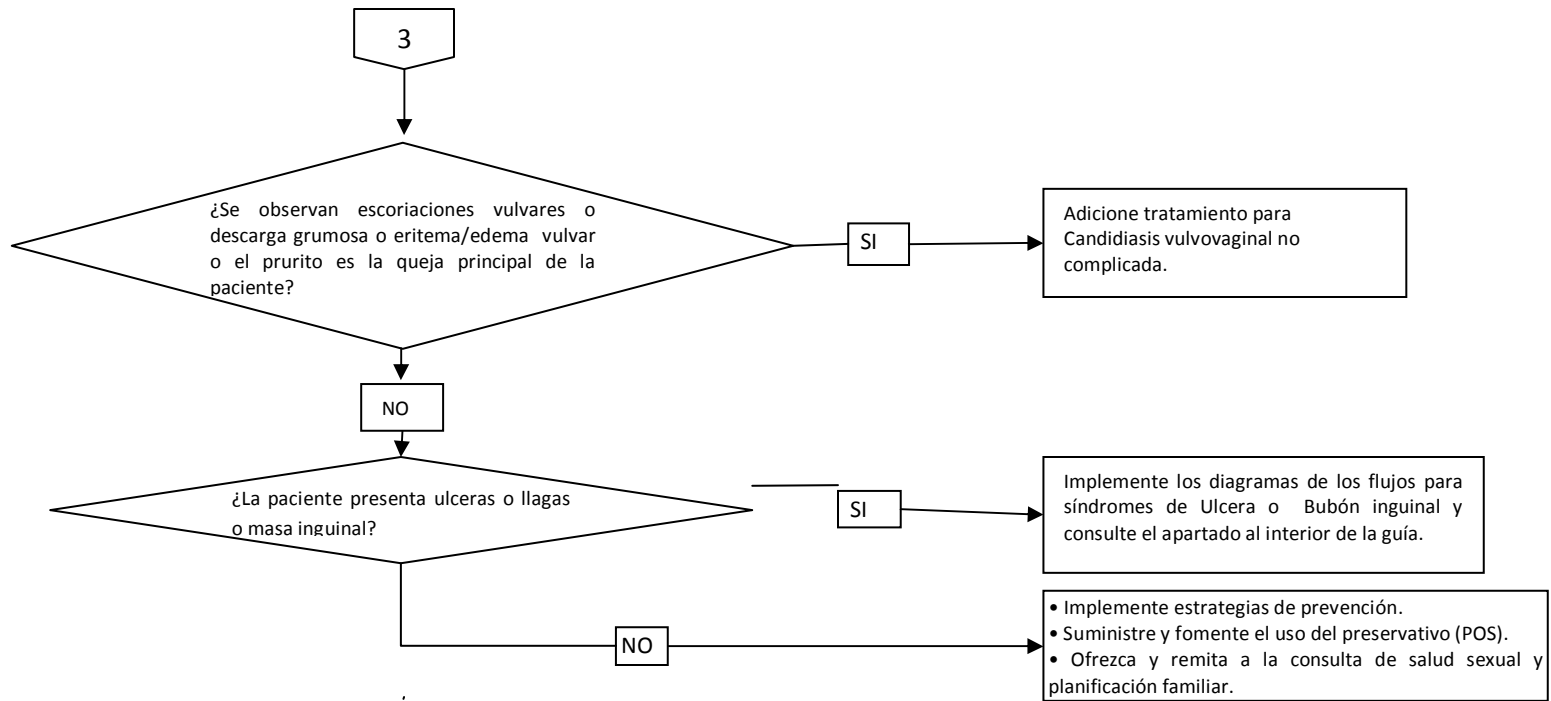 3
¿Se observan escoriaciones vulvares o
descarga grumosa o eritema/edema vulvar
o el prurito es la queja principal de la
paciente?
SI
Adicione tratamiento para
Candidiasis vulvovaginal no
complicada.
NO
¿La paciente presenta ulceras o llagas
o masa inguinal?
SI
Implemente los diagramas de los flujos para
síndromes de Ulcera o Bubón inguinal y
consulte el apartado al interior de la guía.
NO
• Implemente estrategias de prevención.
• Suministre y fomente el uso del preservativo (POS).
• Ofrezca y remita a la consulta de salud sexual y
planificación familiar.